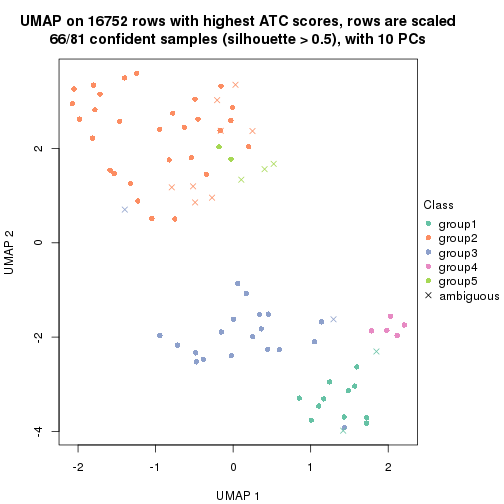 UMAP on 16752 rows with highest ATC scores, rows are scaled
66/81 confident samples (silhouette > 0.5), with 10 PCs
2
0
-2
-4
UMAP 2
-2
-1
0
1
2
UMAP 1
Class
group1
group2
group3
group4
group5
ambiguous